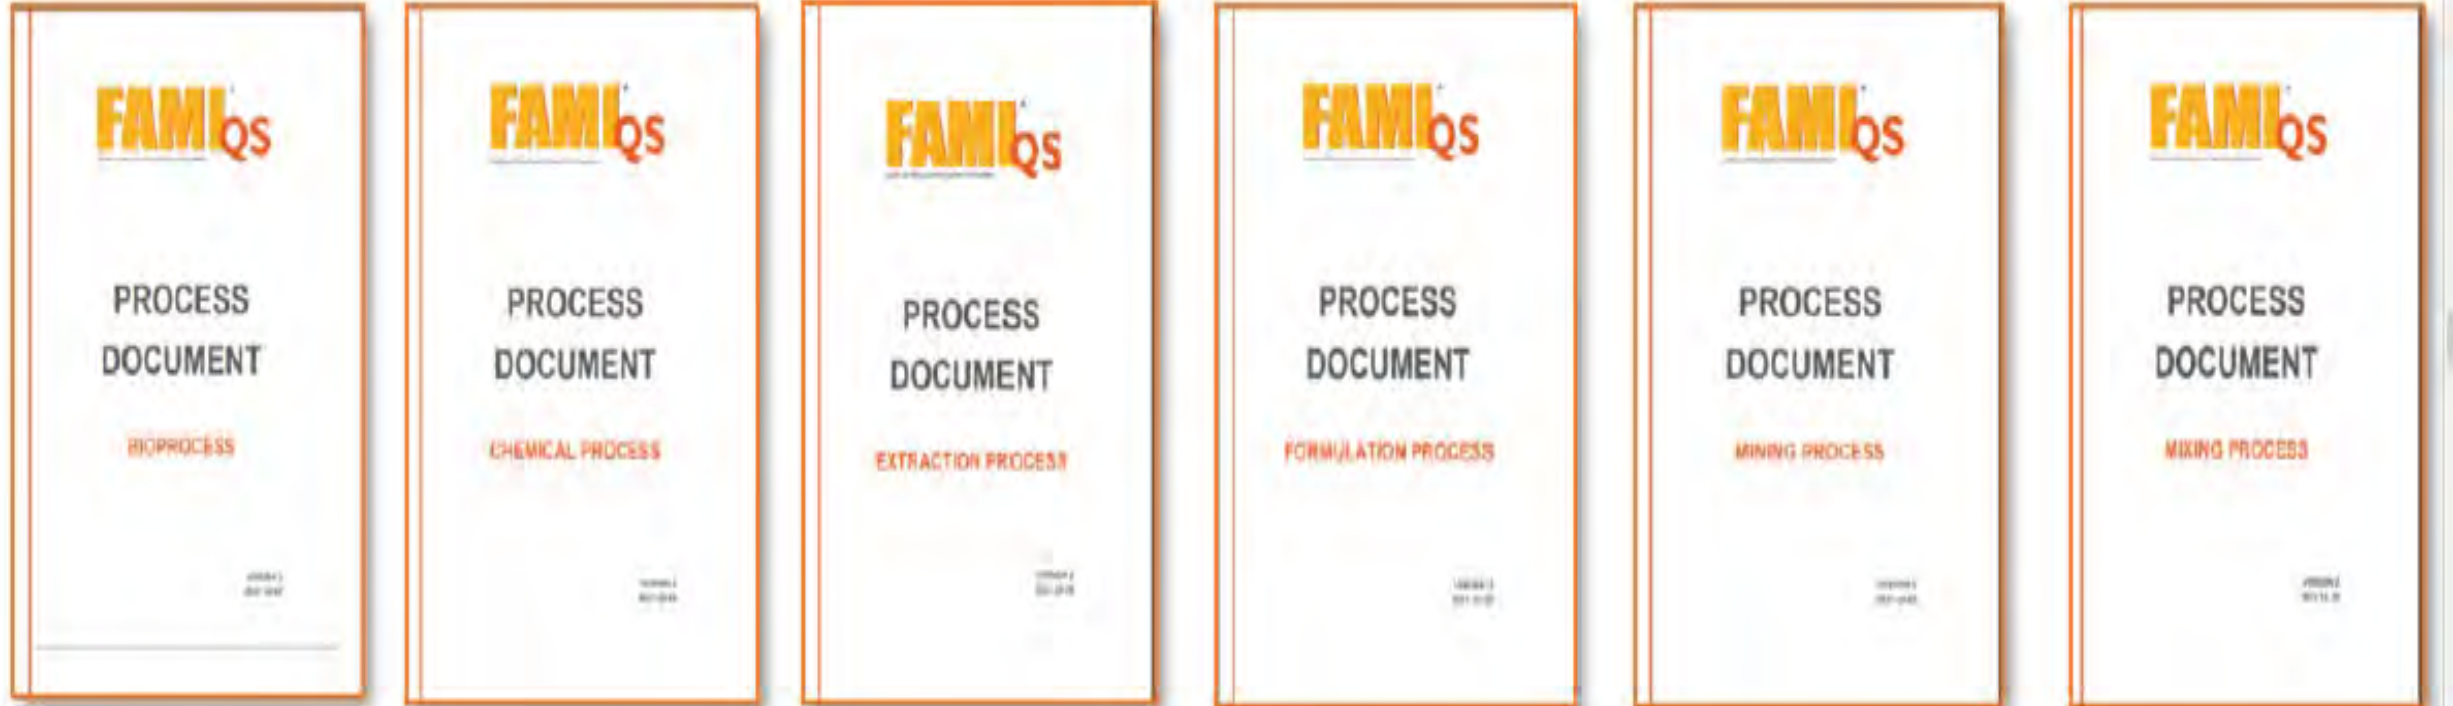 FAMI QS
PROCESS
DOCUMENT
BIOPROCESS
FAMI QS
PROCESS
DOCUMENT
CHEMICAL PROCESS
FAMI QS
PROCESS
DOCUMENT
EXTRACTION PROCESS
FAMI QS
PROCESS
DOCUMENT
FORMULATION PROCESS
FAMI QS
PROCESS
DOCUMENT
MINING PROCESS
FAMI QS
PROCESS
DOCUMENT
MIXING PROCESS